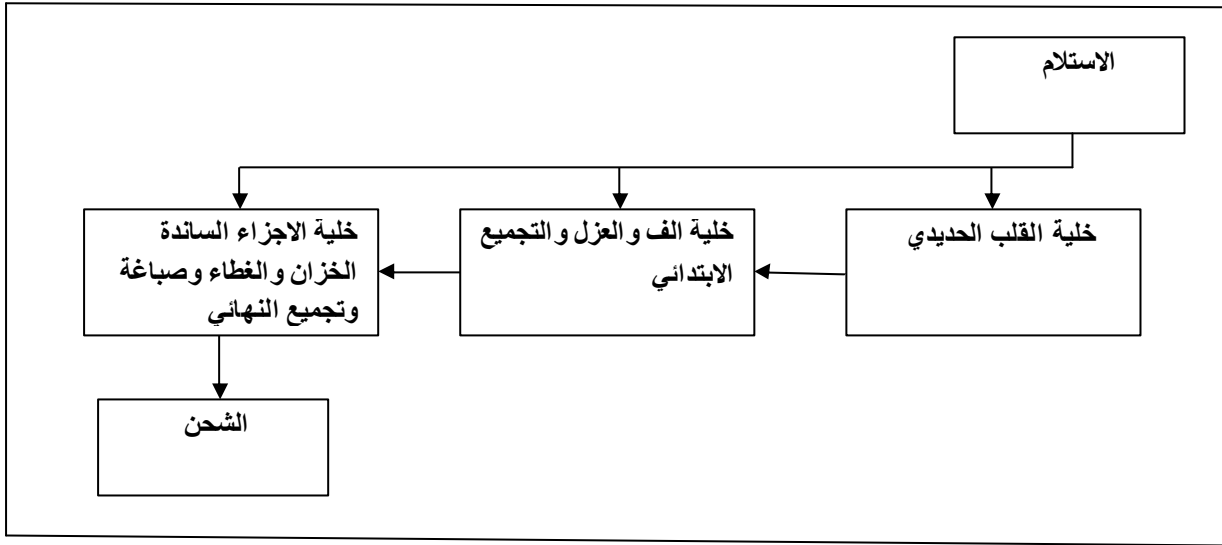 الاستلام
خلية القلب الحديدي
خلية الف والعزل والتجميع
الابتدائي
خلية الاجزاء الساندة
الخزان والغطاء وصباغة
وتجميع النهائي
الشحن